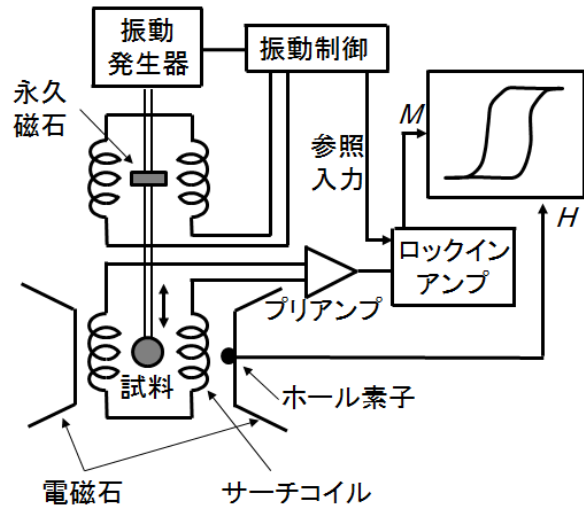 振動
発生器
振動制御
永久
磁石
参照
入力
M
H
ロックイン
アンプ
プリアンプ
試料
ホール素子
電磁石
サーチコイル